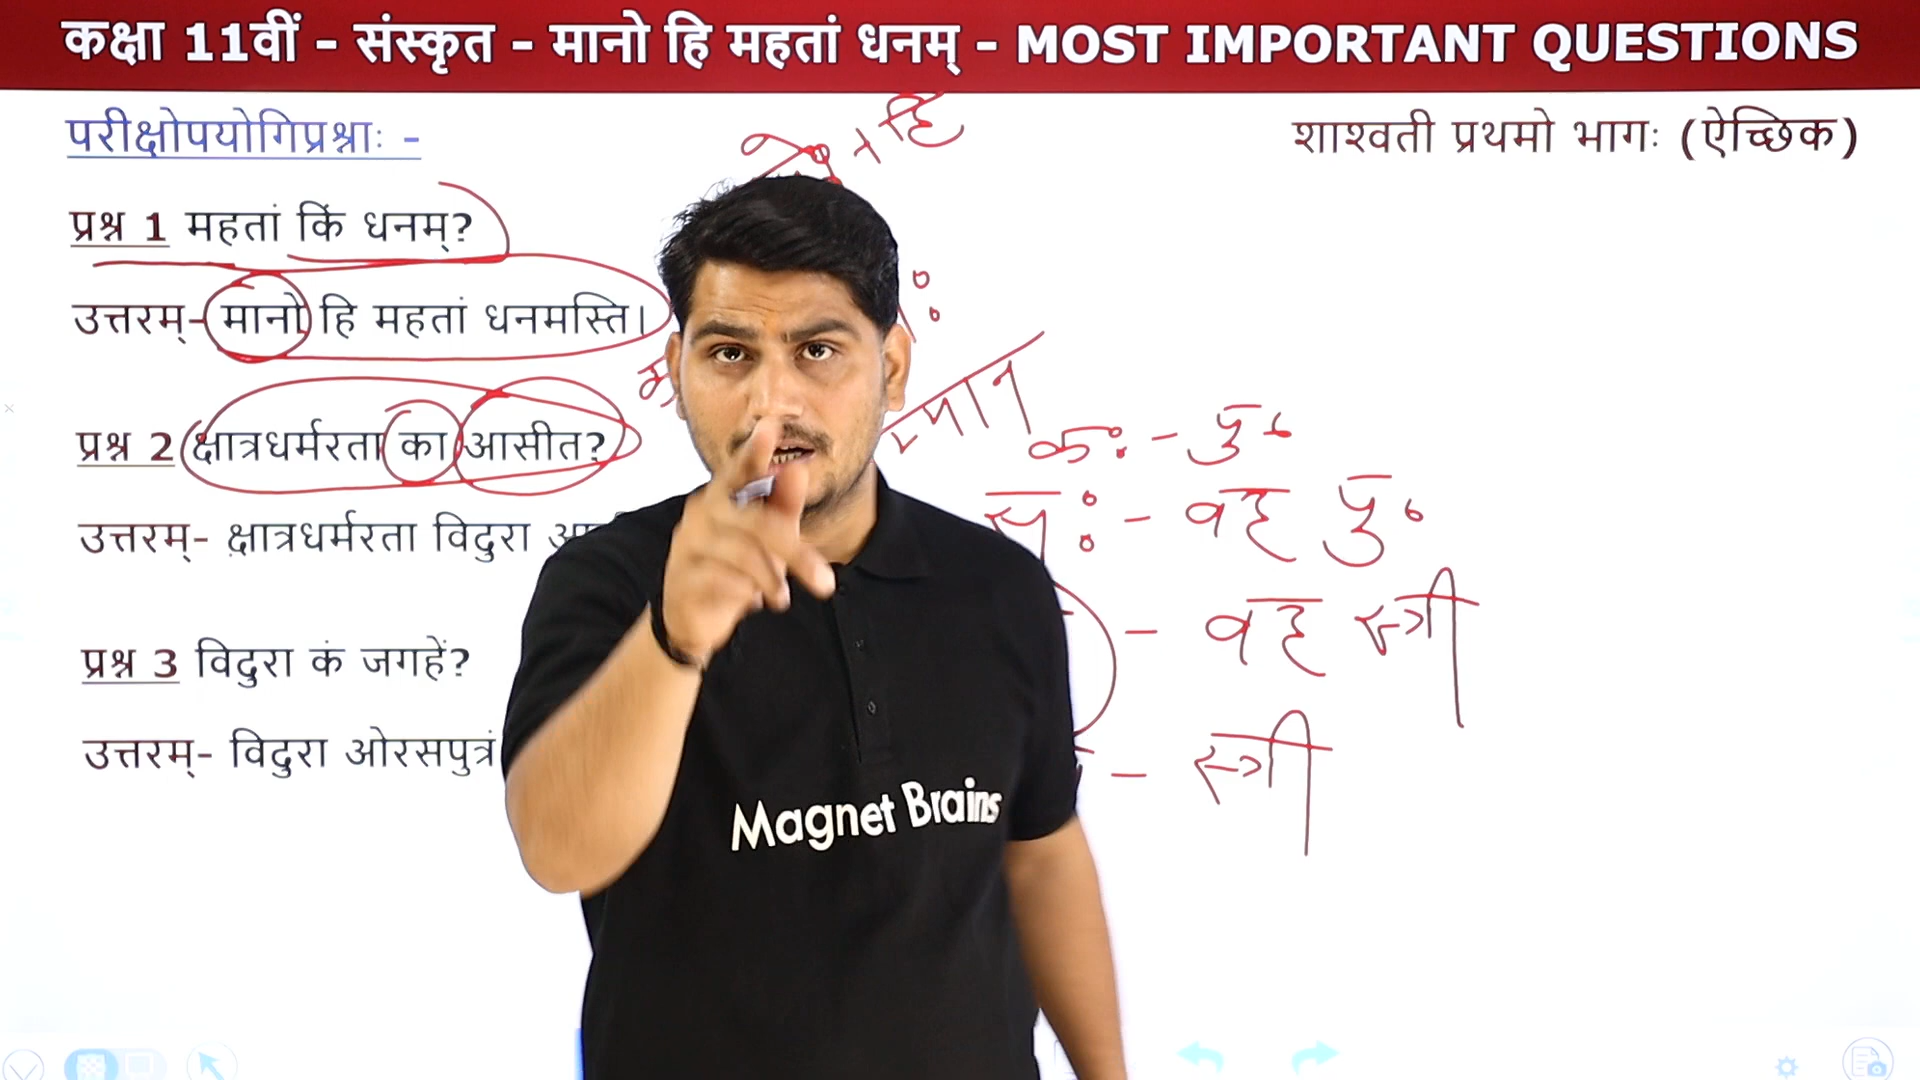 कक्षा 11वीं - संस्कृत - मानो हि महतां धनम् - MOST IMPORTANT QUESTIONS
परीक्षोपयोगिप्रश्नाः -
शाश्वती प्रथमो भागः (ऐच्छिक)
+ हि
प्रश्न 1 महतां किं धनम्?
उत्तरम्- मानो हि महतां धनमस्ति।
प्रश्न 2 क्षात्रधर्मरता का आसीत?
कः - पु०
सः - वह पु०
उत्तरम्- क्षात्रधर्मरता विदुरा
- वह स्त्री
प्रश्न 3 विदुरा कं जगहें?
उत्तरम्- विदुरा ओरसपुत्रं
- स्त्री
Magnet Brains